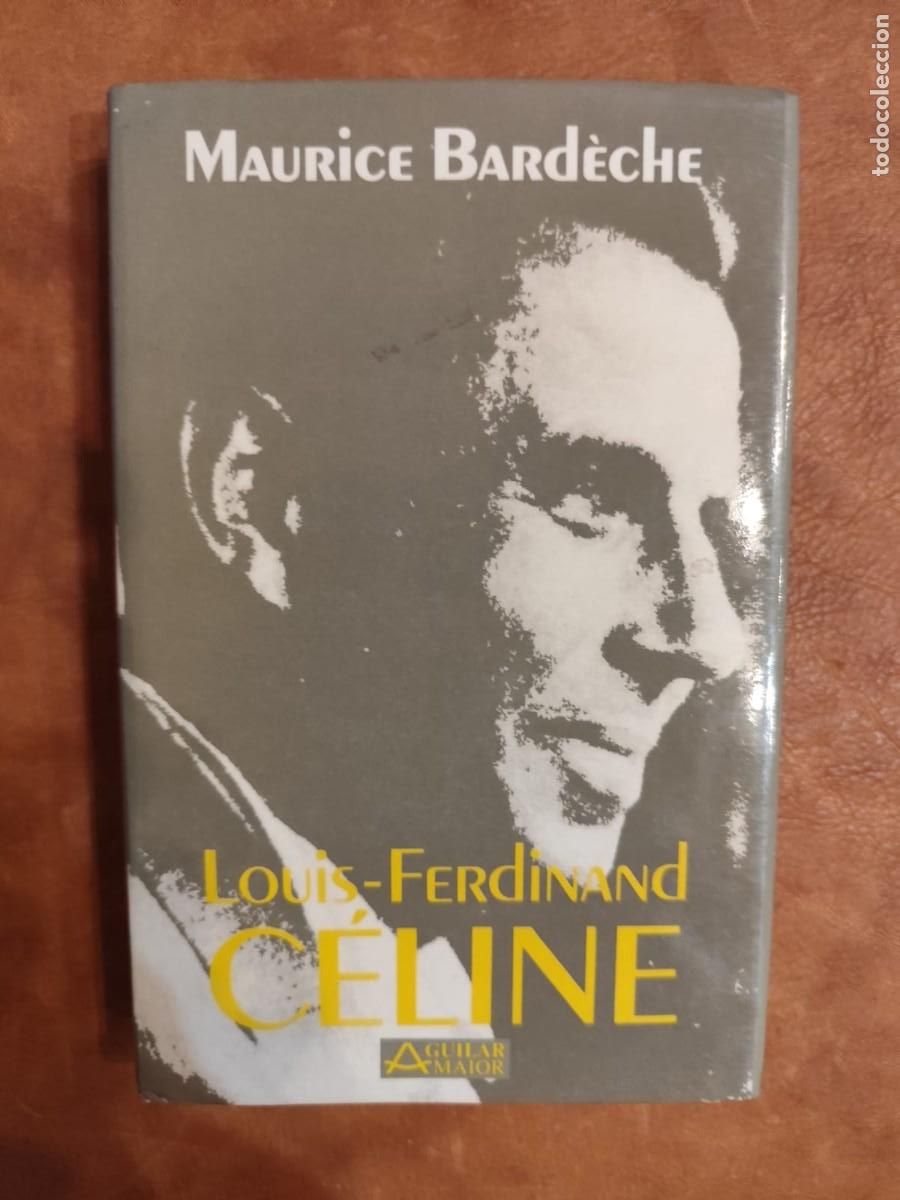 MAURICE BARDÈCHE
LOUIS-FERDINAND
CÉLINE
AGUILAR
MAIOR
todocoleccion